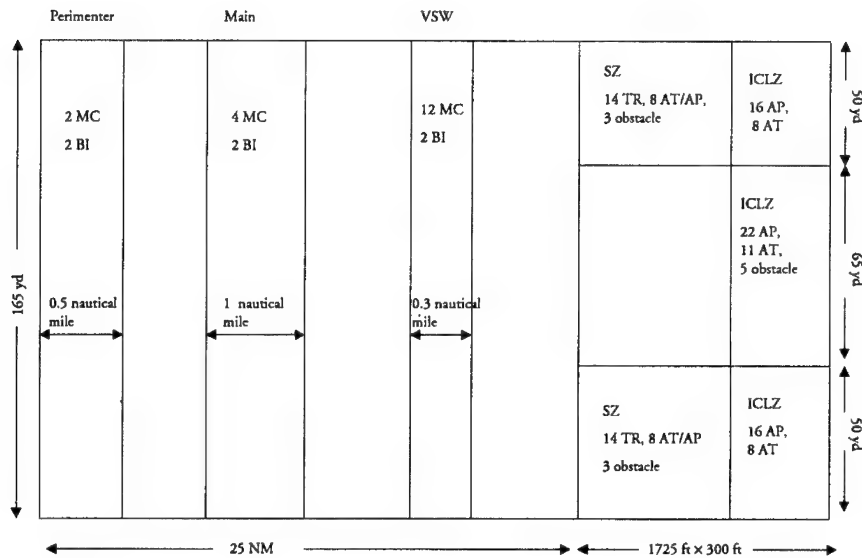 Perimenter
Main
VSW
2 MC
2 BI
4 MC
2 BI
12 MC
2 BI
SZ
14 TR, 8 AT/AP,
3 obstacle
ICLZ
16 AP,
8 AT
50 yd
ICLZ
22 AP,
11 AT,
5 obstacle
65 yd
165 yd
0.5 nautical
mile
1 nautical
mile
0.3 nautical
mile
SZ
14 TR, 8 AT/AP
3 obstacle
ICLZ
16 AP,
8 AT
50 yd
25 NM
1725 ft × 300 ft